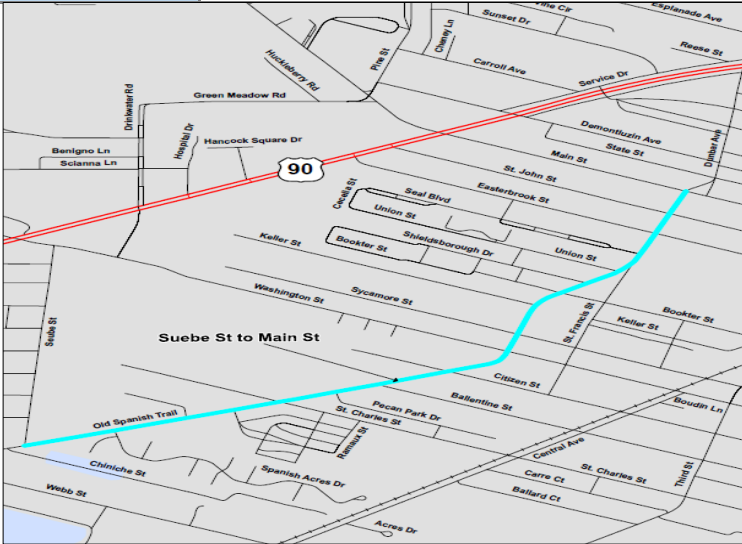 Vine Cir
Esplanade Ave
Sunset Dr
Cheney Ln
Reese St
Pine St
Huckleberry Rd
Carroll Ave
Service Dr
Green Meadow Rd
Drinkwater Rd
Demontluzin Ave
Hospital Dr
Hancock Square Dr
State St
Dunbar Ave
Benigno Ln
Main St
Scianna Ln
90
St. John St
Cecelia St
Seal Blvd
Easterbrook St
Union St
Keller St
Bookter St
Shieldsborough Dr
Union St
Washington St
Sycamore St
St. Francis St
Bookter St
Keller St
Seube St
Suebe St to Main St
Citizen St
Ballentine St
Boudin Ln
Pecan Park Dr
Old Spanish Trail
St. Charles St
Ramaux St
Central Ave
Third St
Chiniche St
Spanish Acres Dr
Carre Ct
St. Charles St
Webb St
Ballard Ct
Acres Dr